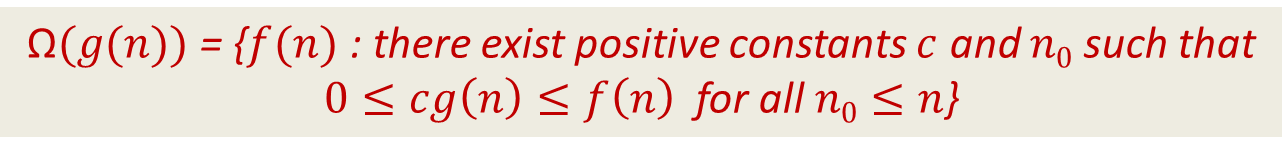 Ω(g(n)) = {f(n) : there exist positive constants c and n₀ such that
0 ≤ cg(n) ≤ f(n) for all n₀ ≤ n}